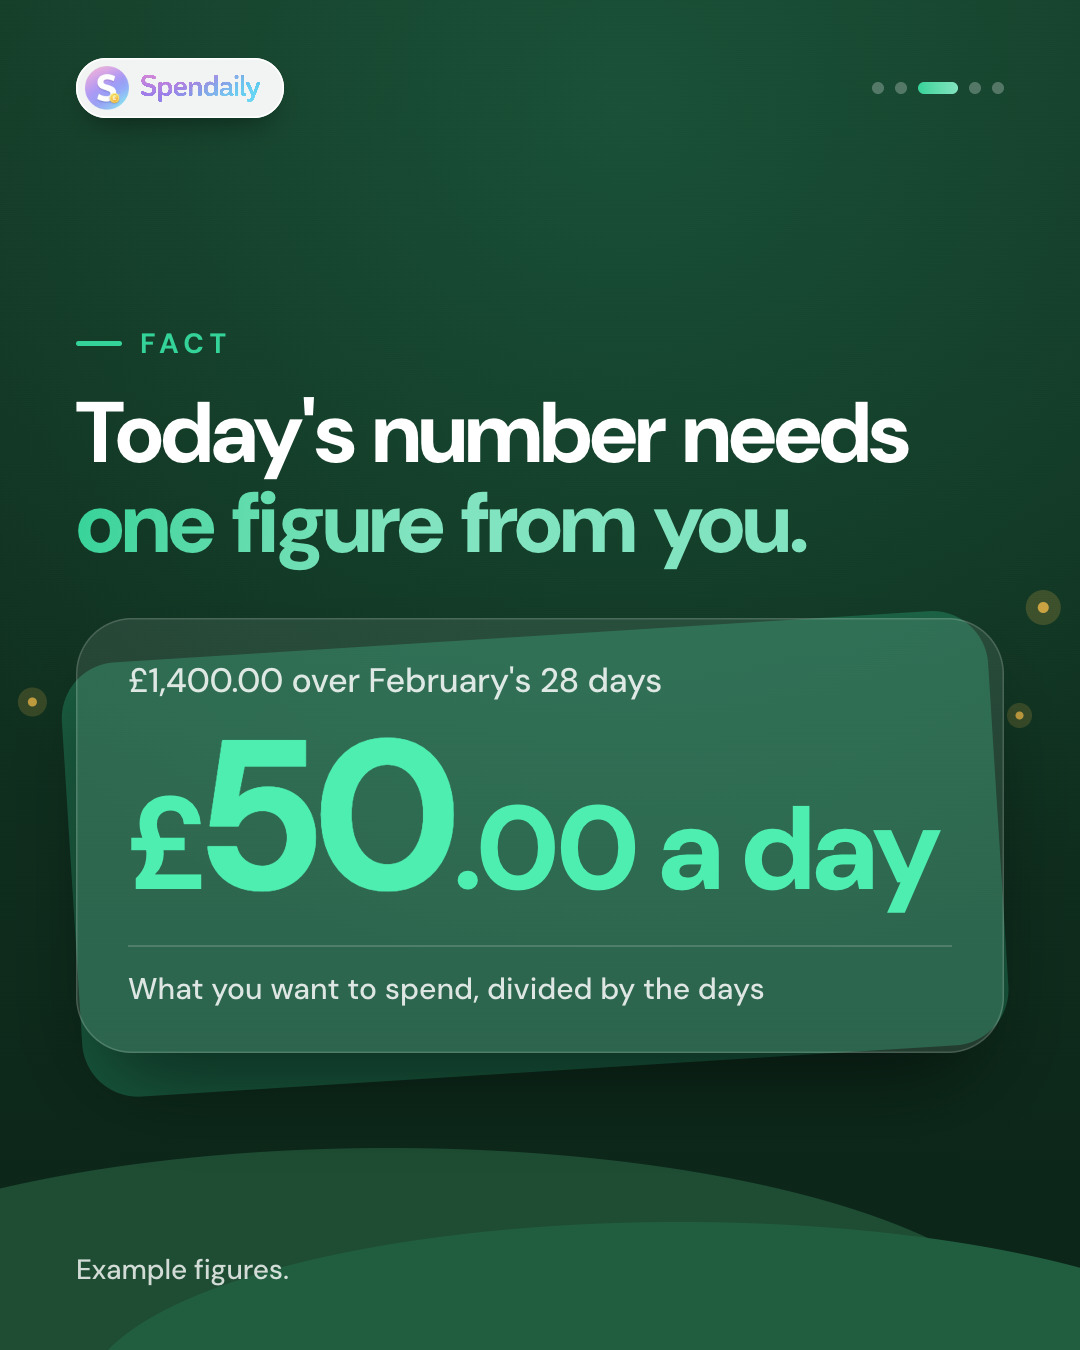 Spendaily
FACT
Today's number needs
one figure from you.
£1,400.00 over February's 28 days
£50.00 a day
What you want to spend, divided by the days
Example figures.